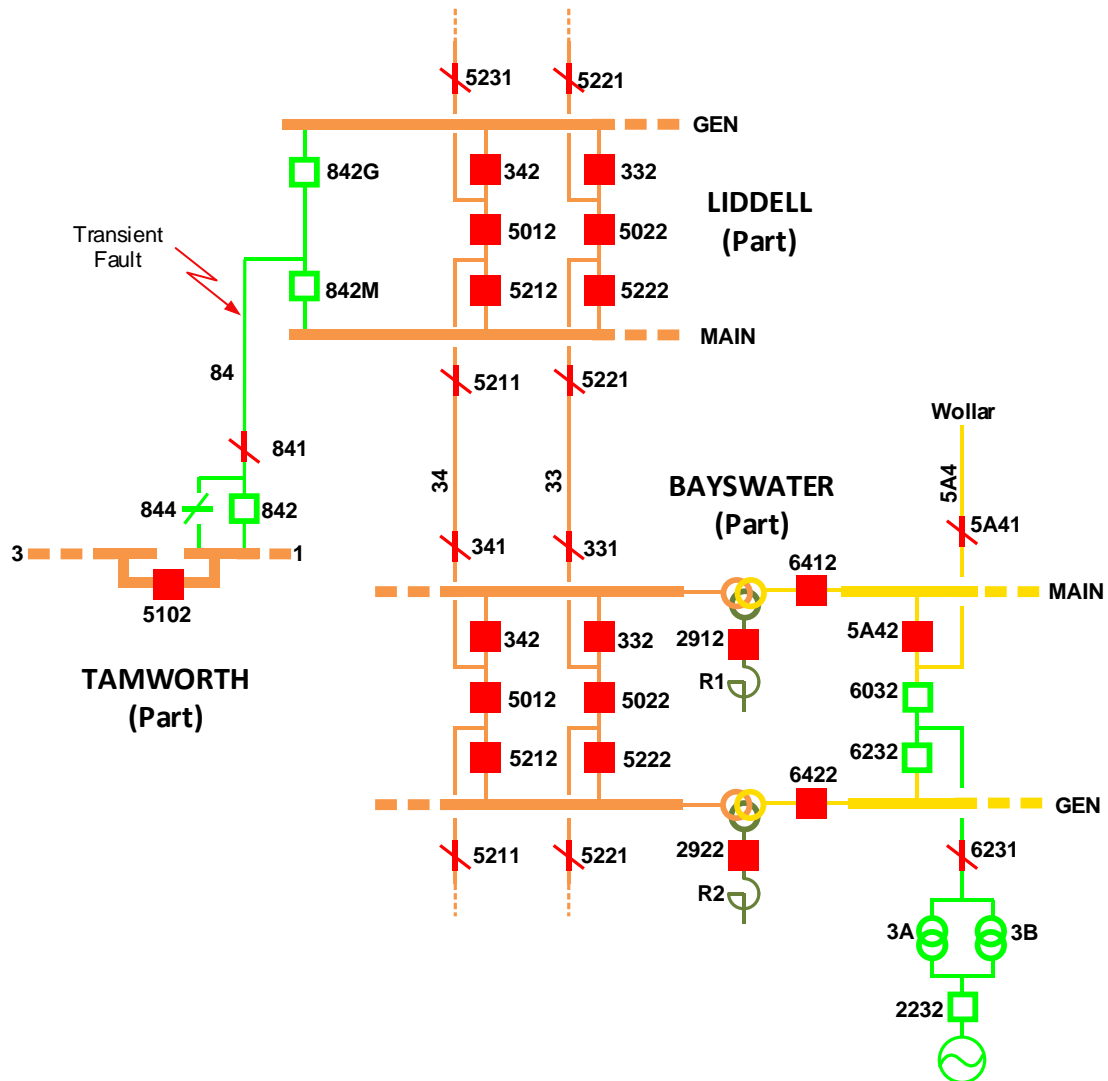 5231
5221
GEN
842G
342
332
LIDDELL
(Part)
Transient
Fault
5012
5022
842M
5212
5222
MAIN
84
5211
5221
Wollar
841
34
33
BAYSWATER
(Part)
5A4
844
842
5A41
3
1
341
331
6412
5102
MAIN
342
332
2912
5A42
TAMWORTH
(Part)
R1
5012
5022
6032
5212
5222
6422
6232
GEN
5211
5221
2922
6231
R2
3A
3B
2232